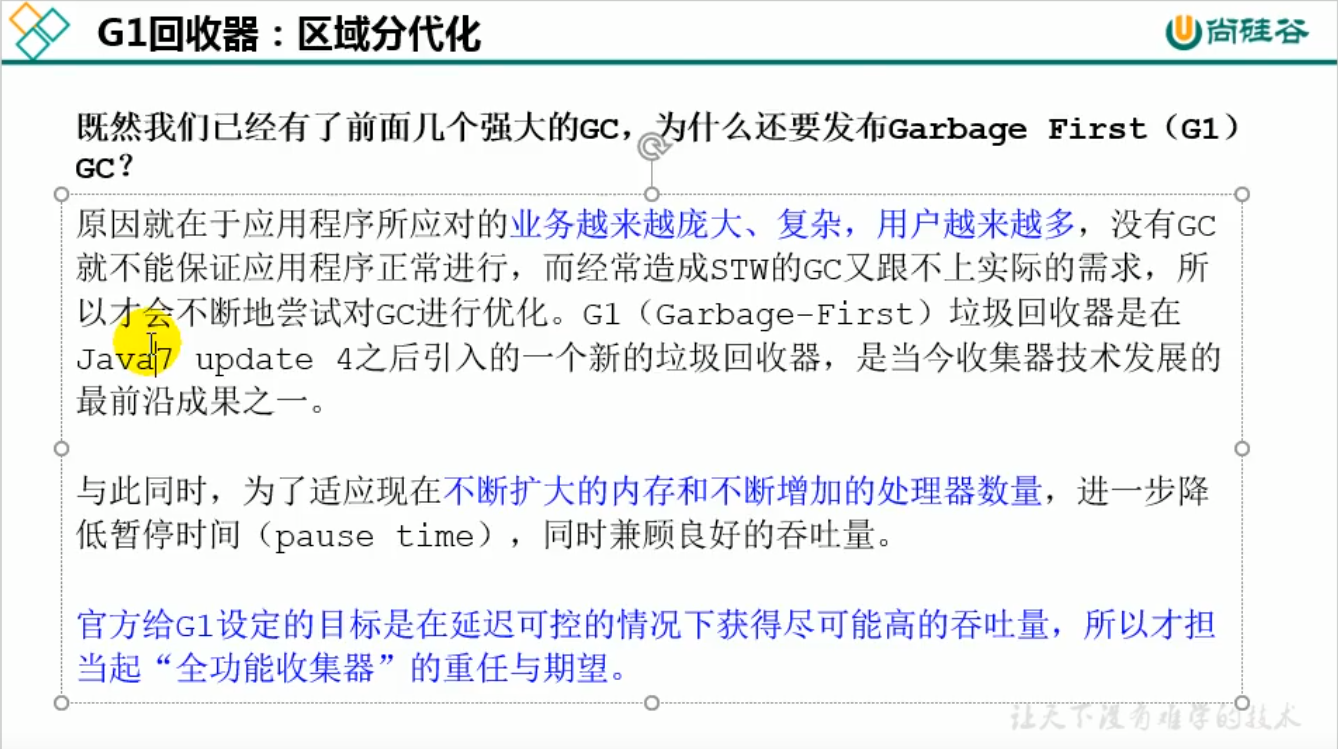 G1回收器：区域分代化
尚硅谷
既然我们已经有了前面几个强大的GC，为什么还要发布Garbage First（G1）
GC？
原因就在于应用程序所应对的业务越来越庞大、复杂，用户越来越多，没有GC
就不能保证应用程序正常进行，而经常造成STW的GC又跟不上实际的需求，所
以才会不断地尝试对GC进行优化。G1（Garbage-First）垃圾回收器是在
Java7 update 4之后引入的一个新的垃圾回收器，是当今收集器技术发展的
最前沿成果之一。
与此同时，为了适应现在不断扩大的内存和不断增加的处理器数量，进一步降
低暂停时间（pause time），同时兼顾良好的吞吐量。
官方给G1设定的目标是在延迟可控的情况下获得尽可能高的吞吐量，所以才担
当起“全功能收集器”的重任与期望。
让天下没有难学的技术